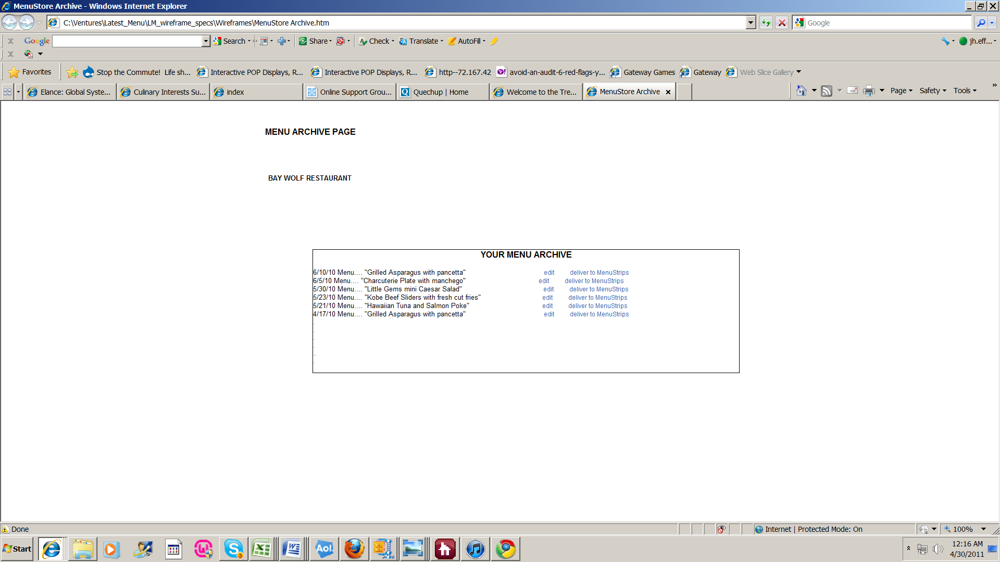 MenuStore Archive - Windows Internet Explorer
C:\Ventures\Latest_Menu\LM_wireframe_specs\Wireframes\MenuStore Archive.htm
Google
Google Search Share Check Translate AutoFill jh.eff...
Favorites Stop the Commute! Life sh... Interactive POP Displays, R... Interactive POP Displays, R... http--72.167.42 avoid-an-audit-6-red-flags-y... Gateway Games Gateway Web Slice Gallery
Elance: Global Syste... Culinary Interests Su... index Online Support Grou... Quechup | Home Welcome to the Tre... MenuStore Archive Page Safety Tools
MENU ARCHIVE PAGE
BAY WOLF RESTAURANT
YOUR MENU ARCHIVE
6/10/10 Menu.... "Grilled Asparagus with pancetta" edit deliver to MenuStrips
6/5/10 Menu.... "Charcuterie Plate with manchego" edit deliver to MenuStrips
5/30/10 Menu.... "Little Gems mini Caesar Salad" edit deliver to MenuStrips
5/23/10 Menu.... "Kobe Beef Sliders with fresh cut fries" edit deliver to MenuStrips
5/21/10 Menu.... "Hawaiian Tuna and Salmon Poke" edit deliver to MenuStrips
4/17/10 Menu.... "Grilled Asparagus with pancetta" edit deliver to MenuStrips
.
.
.
.
..
.
.
Done Internet | Protected Mode: On 100%
Start Aol. 3 12:16 AM
4/30/2011